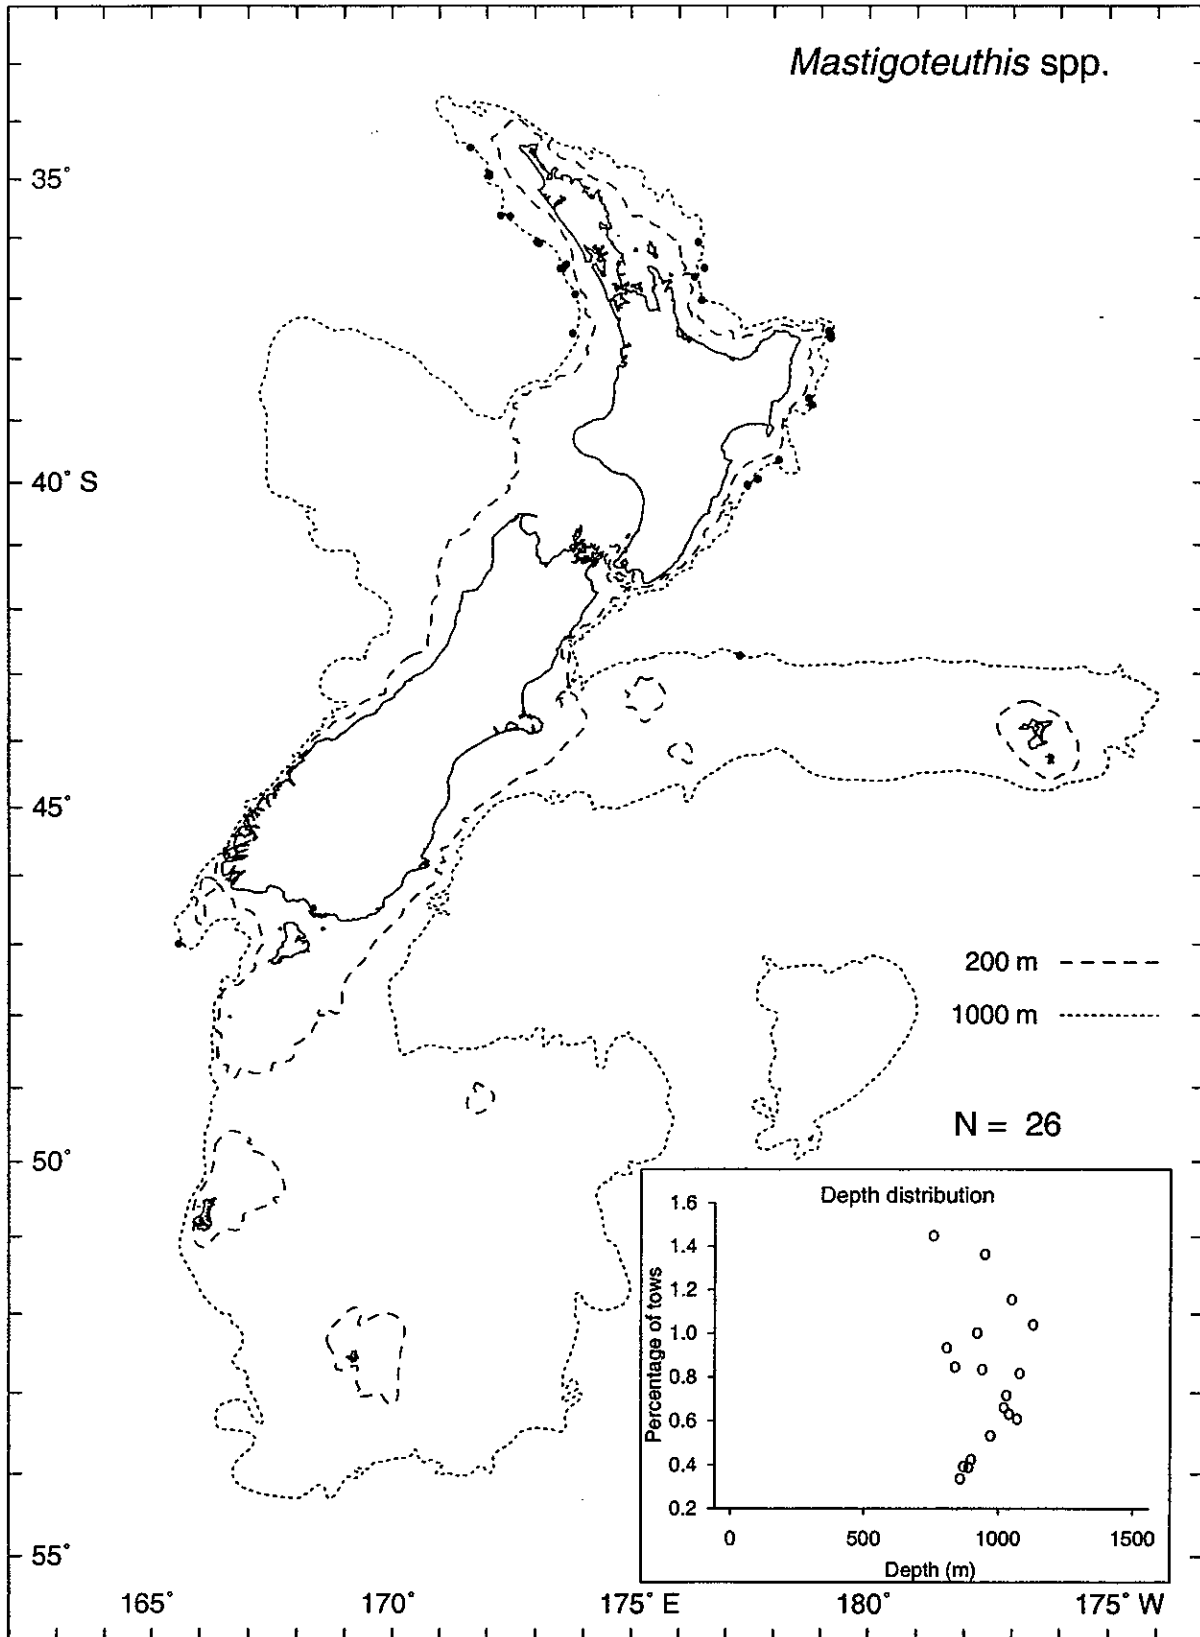 Mastigoteuthis spp.
35°
40° S
45°
50°
55°
200 m
1000 m
N = 26
Depth distribution
Percentage of tows
1.6
1.4
1.2
1.0
0.8
0.6
0.4
0.2
0 500 1000 1500
Depth (m)
165° 170° 175° E 180° 175° W